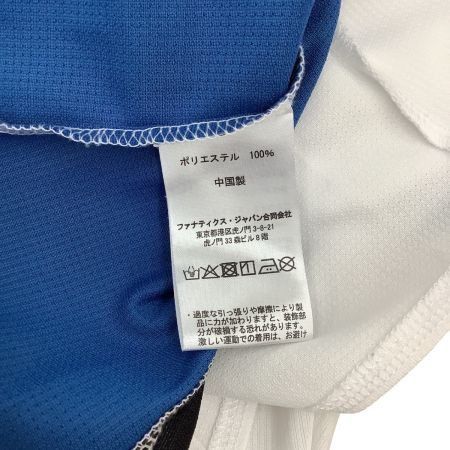 ポリエステル 100%
中国製
ファナティクス・ジャパン合同会社
東京都港区虎ノ門3-8-21
虎ノ門33森ビル8階
・過度な引っ張りや摩擦により製
品に力が加わりますと、装飾部
分が破損する恐れがあります。
激しい運動での着用は、お避け